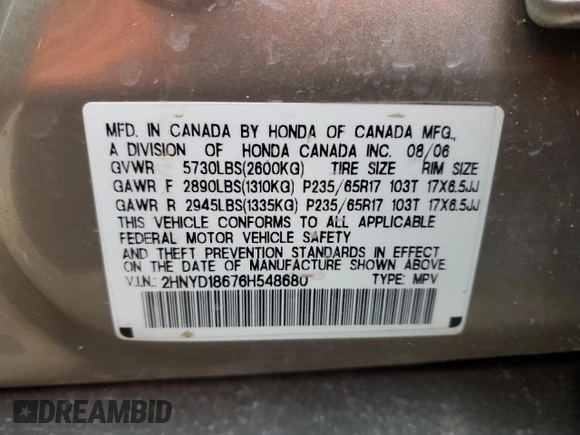 MFD. IN CANADA BY HONDA OF CANADA MFG.,
A DIVISION OF HONDA CANADA INC. 08/06
GVWR 5730LBS(2600KG) TIRE SIZE RIM SIZE
GAWR F 2890LBS(1310KG) P235/65R17 103T 17X6.5JJ
GAWR R 2945LBS(1335KG) P235/65R17 103T 17X6.5JJ
THIS VEHICLE CONFORMS TO ALL APPLICABLE
FEDERAL MOTOR VEHICLE SAFETY
AND THEFT PREVENTION STANDARDS IN EFFECT
ON THE DATE OF MANUFACTURE SHOWN ABOVE.
V.I.N.: 2HNYD18676H548680 TYPE: MPV
DREAMBID